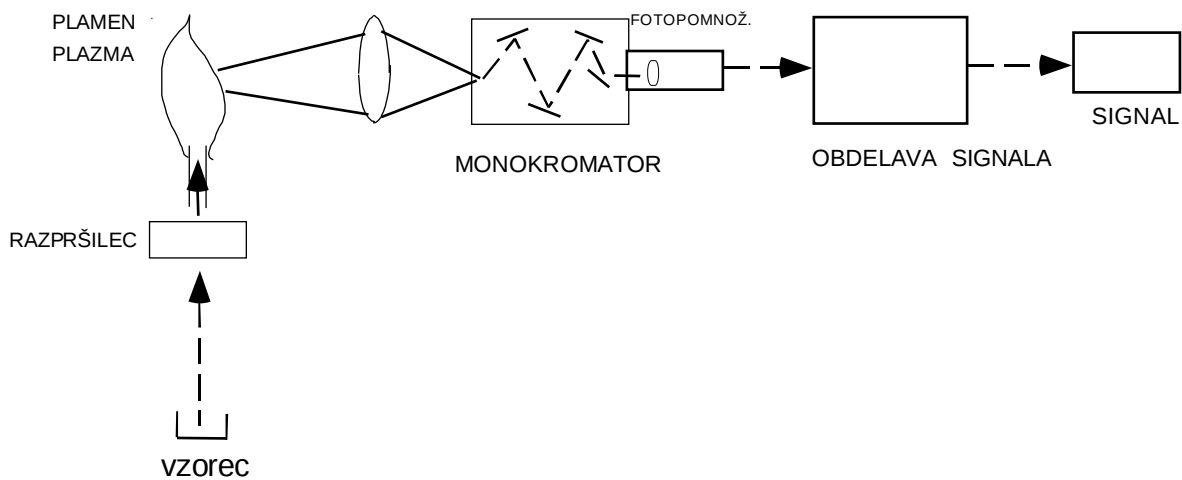 PLAMEN
PLAZMA
FOTOPOMNOŽ.
SIGNAL
MONOKROMATOR
OBDELAVA SIGNALA
RAZPRŠILEC
vzorec